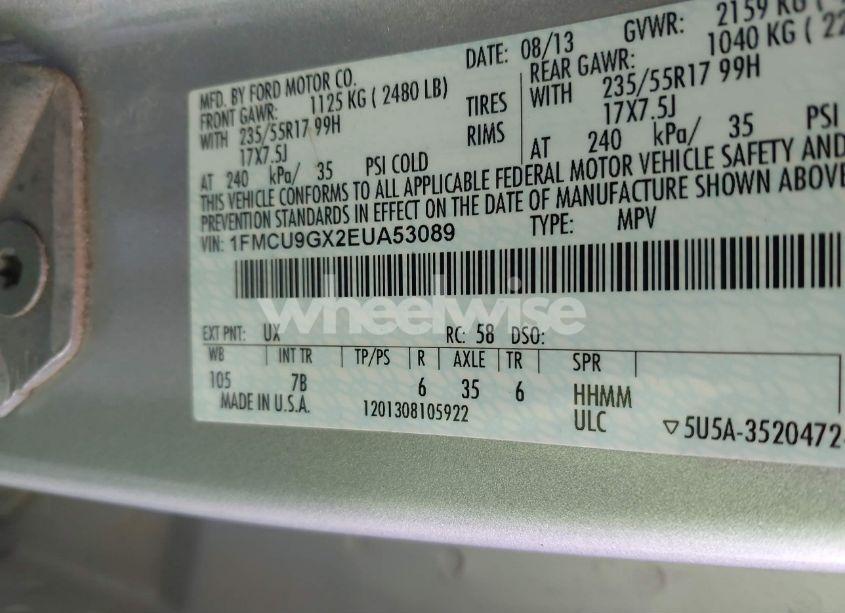 MFD. BY FORD MOTOR CO.
DATE: 08/13 GVWR: 2159 KG (
FRONT GAWR: 1125 KG ( 2480 LB)
REAR GAWR: 1040 KG ( 22
WITH 235/55R17 99H TIRES
WITH 235/55R17 99H
17X7.5J RIMS
17X7.5J
AT 240 kPa/ 35 PSI COLD
AT 240 kPa/ 35 PSI
THIS VEHICLE CONFORMS TO ALL APPLICABLE FEDERAL MOTOR VEHICLE SAFETY AND
PREVENTION STANDARDS IN EFFECT ON THE DATE OF MANUFACTURE SHOWN ABOVE
VIN: 1FMCU9GX2EUA53089 TYPE: MPV
wheelwise
EXT PNT: UX RC: 58 DSO:
WB INT TR TP/PS R AXLE TR SPR
105 7B 6 35 6 HHMM
MADE IN U.S.A. 1201308105922 ULC ▽5U5A-3520472-